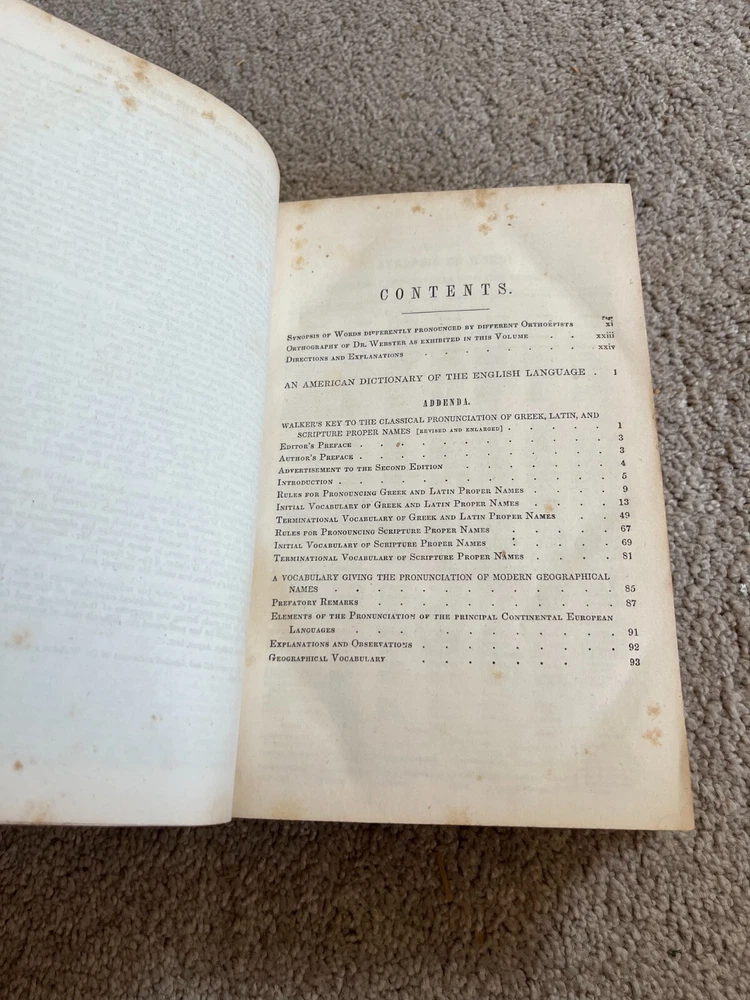 CONTENTS.
Page
SYNOPSIS OF WORDS DIFFERENTLY PRONOUNCED BY DIFFERENT ORTHOËPISTS xi
ORTHOGRAPHY OF DR. WEBSTER AS EXHIBITED IN THIS VOLUME . . xxiii
DIRECTIONS AND EXPLANATIONS . . . . . . . xxiv
AN AMERICAN DICTIONARY OF THE ENGLISH LANGUAGE . 1
ADDENDA.
WALKER'S KEY TO THE CLASSICAL PRONUNCIATION OF GREEK, LATIN, AND
SCRIPTURE PROPER NAMES [REVISED AND ENLARGED] . . . . . 1
EDITOR'S PREFACE . . . . . . . . . . 3
AUTHOR'S PREFACE . . . . . . . . . . 3
ADVERTISEMENT TO THE SECOND EDITION . . . . . . 4
INTRODUCTION . . . . . . . . . . . 5
RULES FOR PRONOUNCING GREEK AND LATIN PROPER NAMES . . . . 9
INITIAL VOCABULARY OF GREEK AND LATIN PROPER NAMES . . . . 13
TERMINATIONAL VOCABULARY OF GREEK AND LATIN PROPER NAMES . . 49
RULES FOR PRONOUNCING SCRIPTURE PROPER NAMES . . . . . 67
INITIAL VOCABULARY OF SCRIPTURE PROPER NAMES . . . . . 69
TERMINATIONAL VOCABULARY OF SCRIPTURE PROPER NAMES . . . . 81
A VOCABULARY GIVING THE PRONUNCIATION OF MODERN GEOGRAPHICAL
NAMES . . . . . . . . . . . 85
PREFATORY REMARKS . . . . . . . . . 87
ELEMENTS OF THE PRONUNCIATION OF THE PRINCIPAL CONTINENTAL EUROPEAN
LANGUAGES . . . . . . . . . . 91
EXPLANATIONS AND OBSERVATIONS . . . . . . . . 92
GEOGRAPHICAL VOCABULARY . . . . . . 93